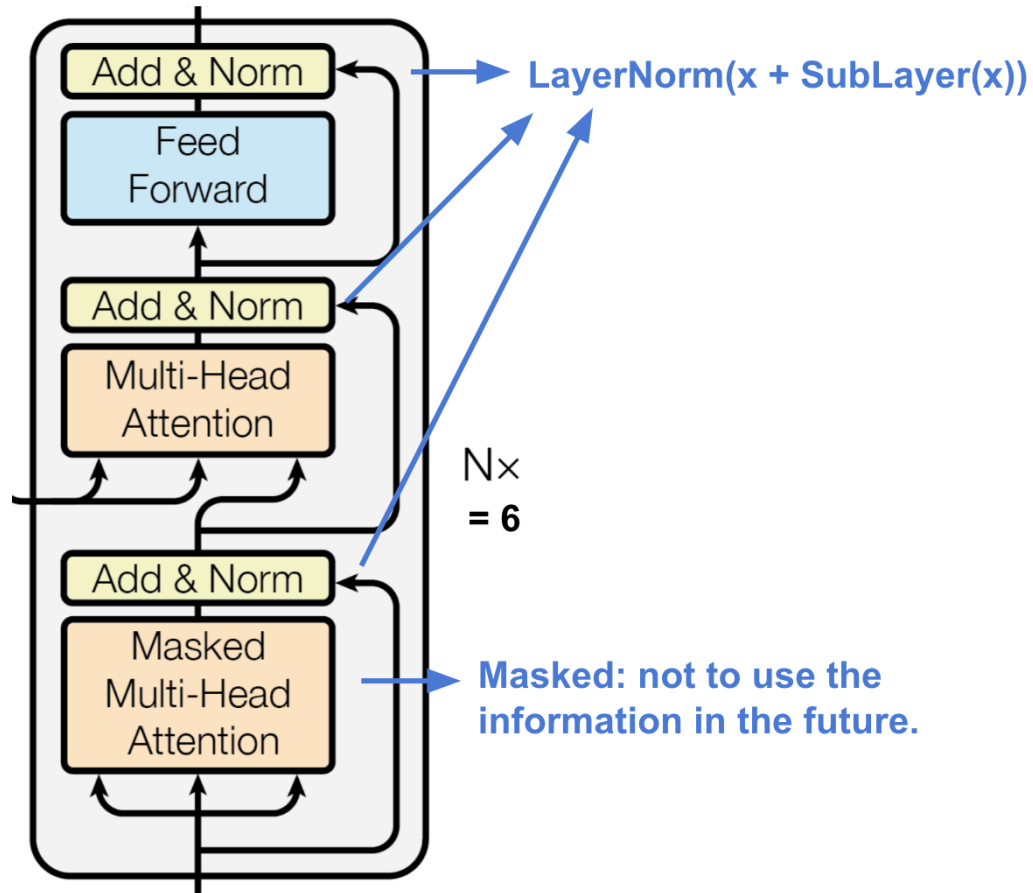 Add & Norm
LayerNorm(x + SubLayer(x))
Feed
Forward
Add & Norm
Multi-Head
Attention
N×
= 6
Add & Norm
Masked
Multi-Head
Attention
Masked: not to use the
information in the future.